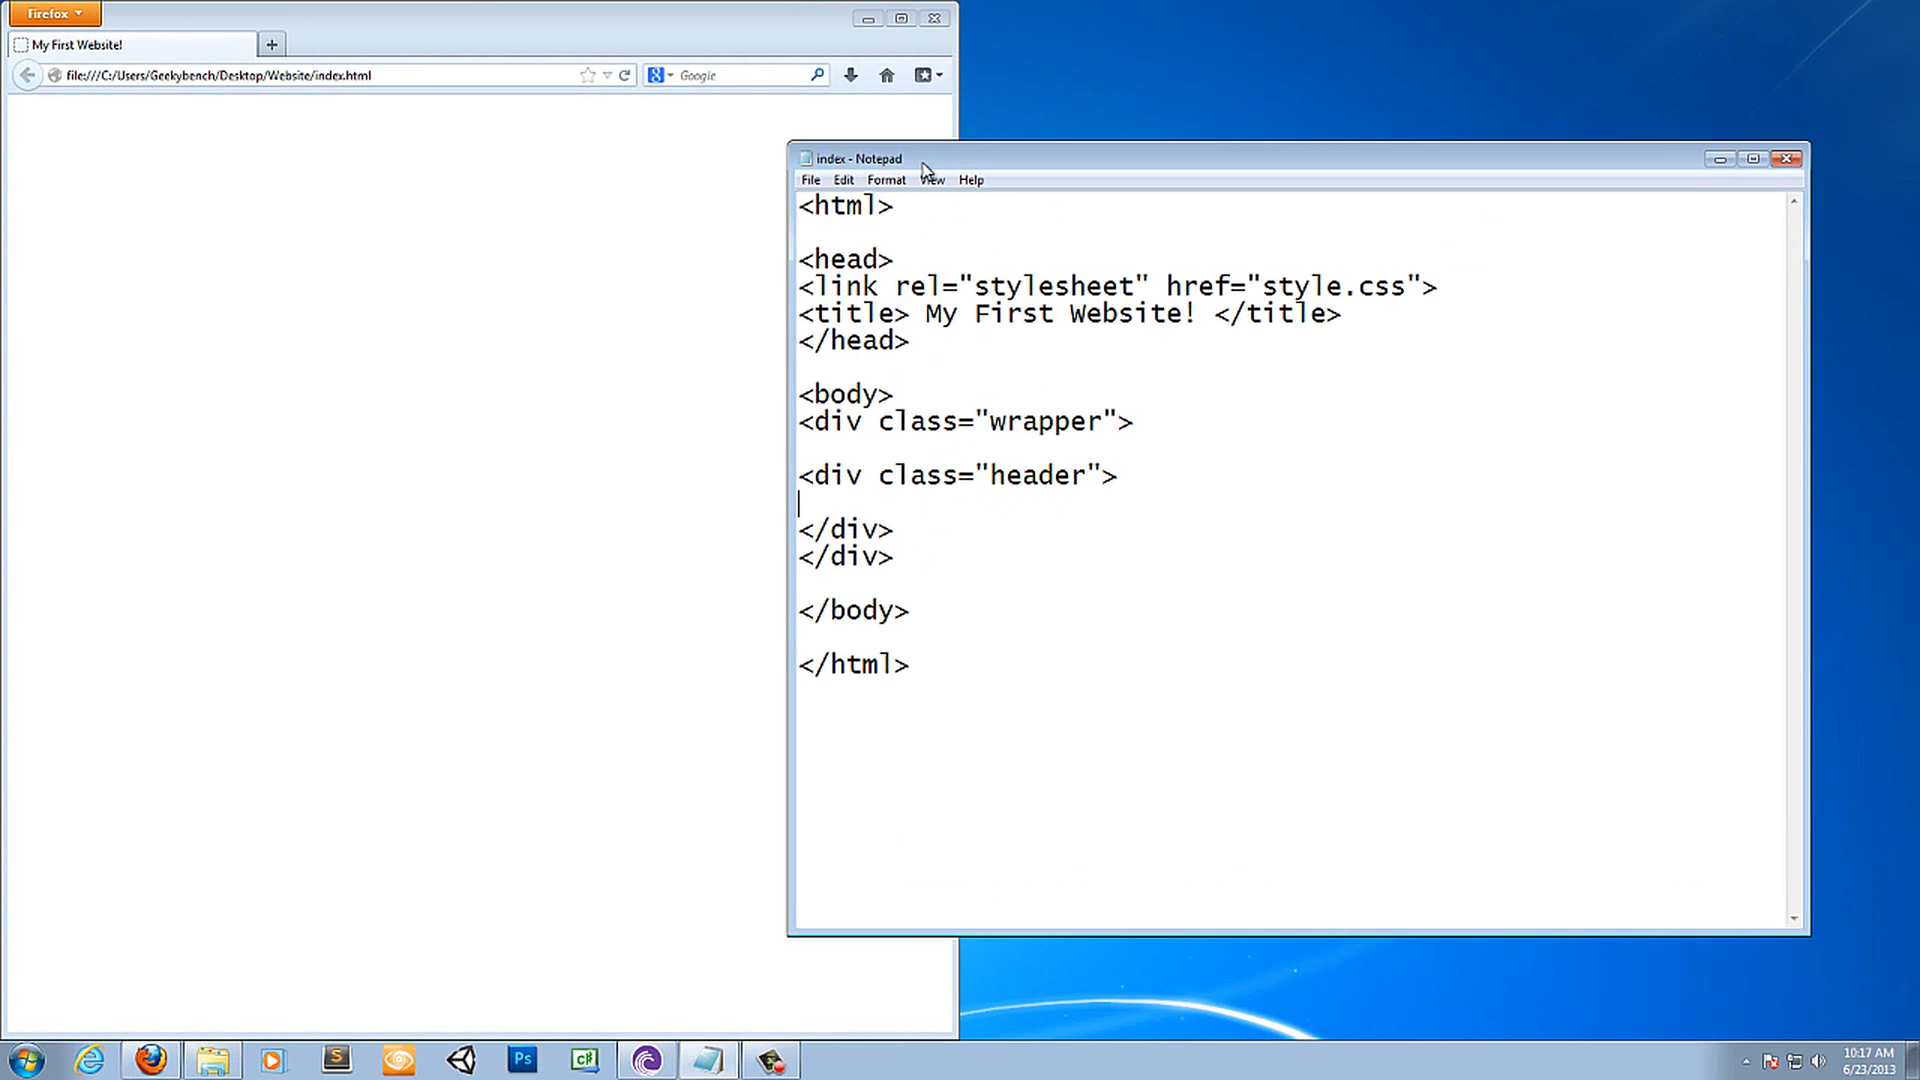 Firefox
My First Website!
file:///C:/Users/Geekybench/Desktop/Website/index.html
Google
index - Notepad
File Edit Format View Help
<html>
<head>
<link rel="stylesheet" href="style.css">
<title> My First Website! </title>
</head>
<body>
<div class="wrapper">
<div class="header">
</div>
</div>
</body>
</html>
S
Ps
c#
10:17 AM
6/23/2013